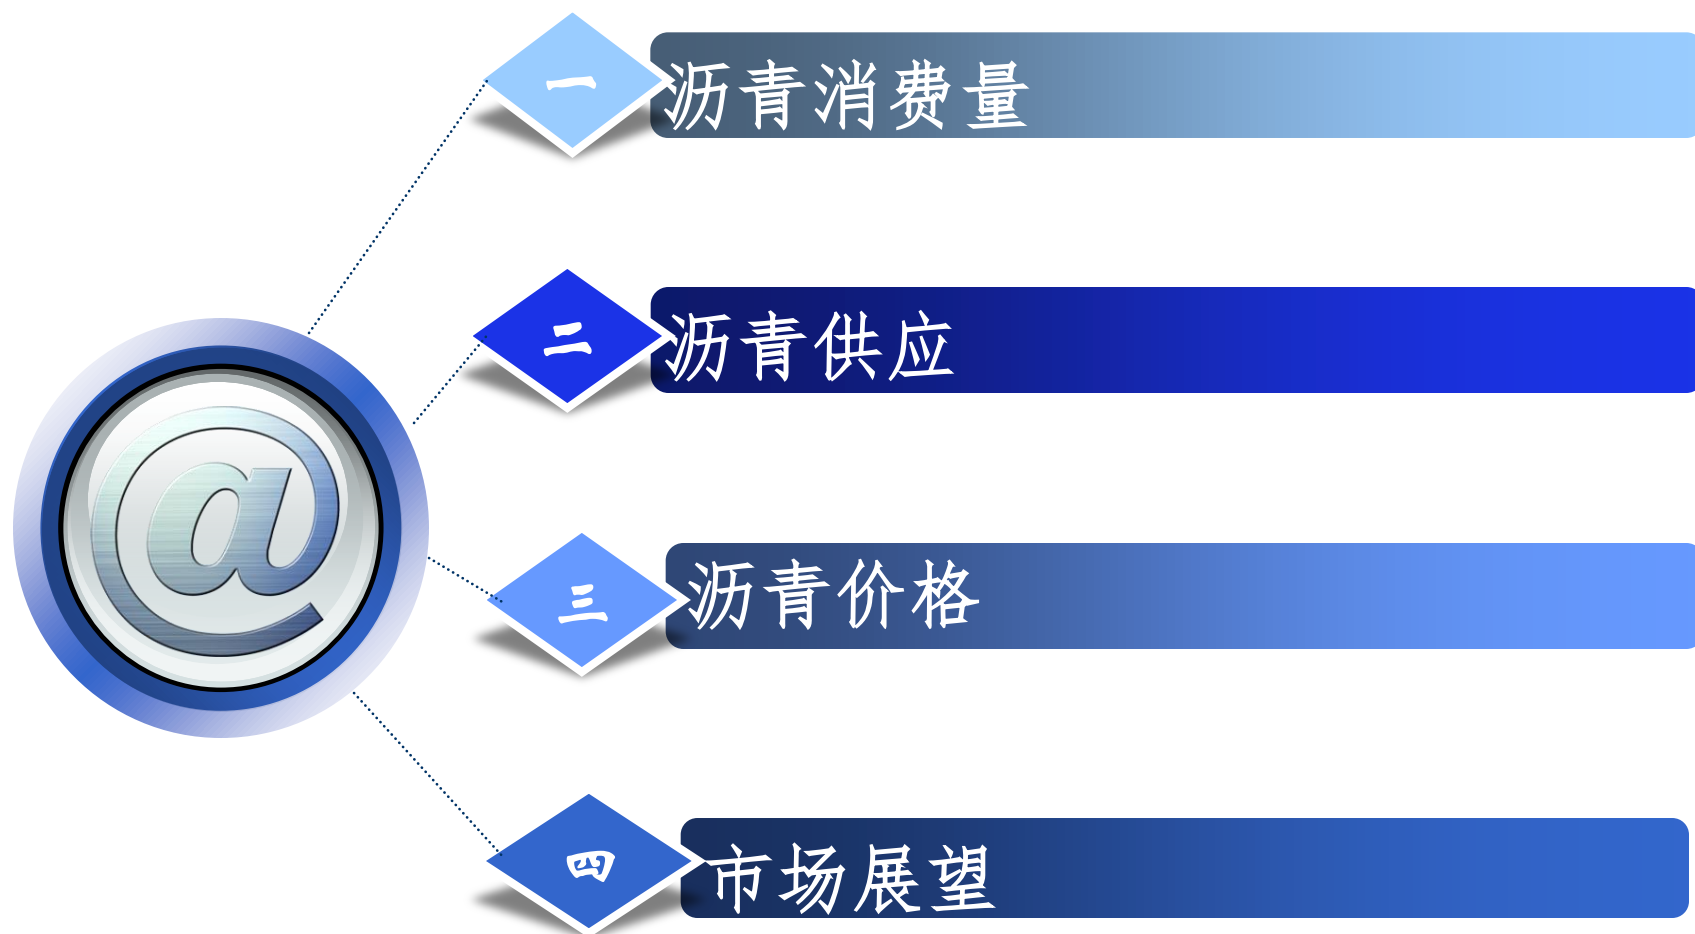 一 沥青消费量
二 沥青供应
@
三 沥青价格
四 市场展望